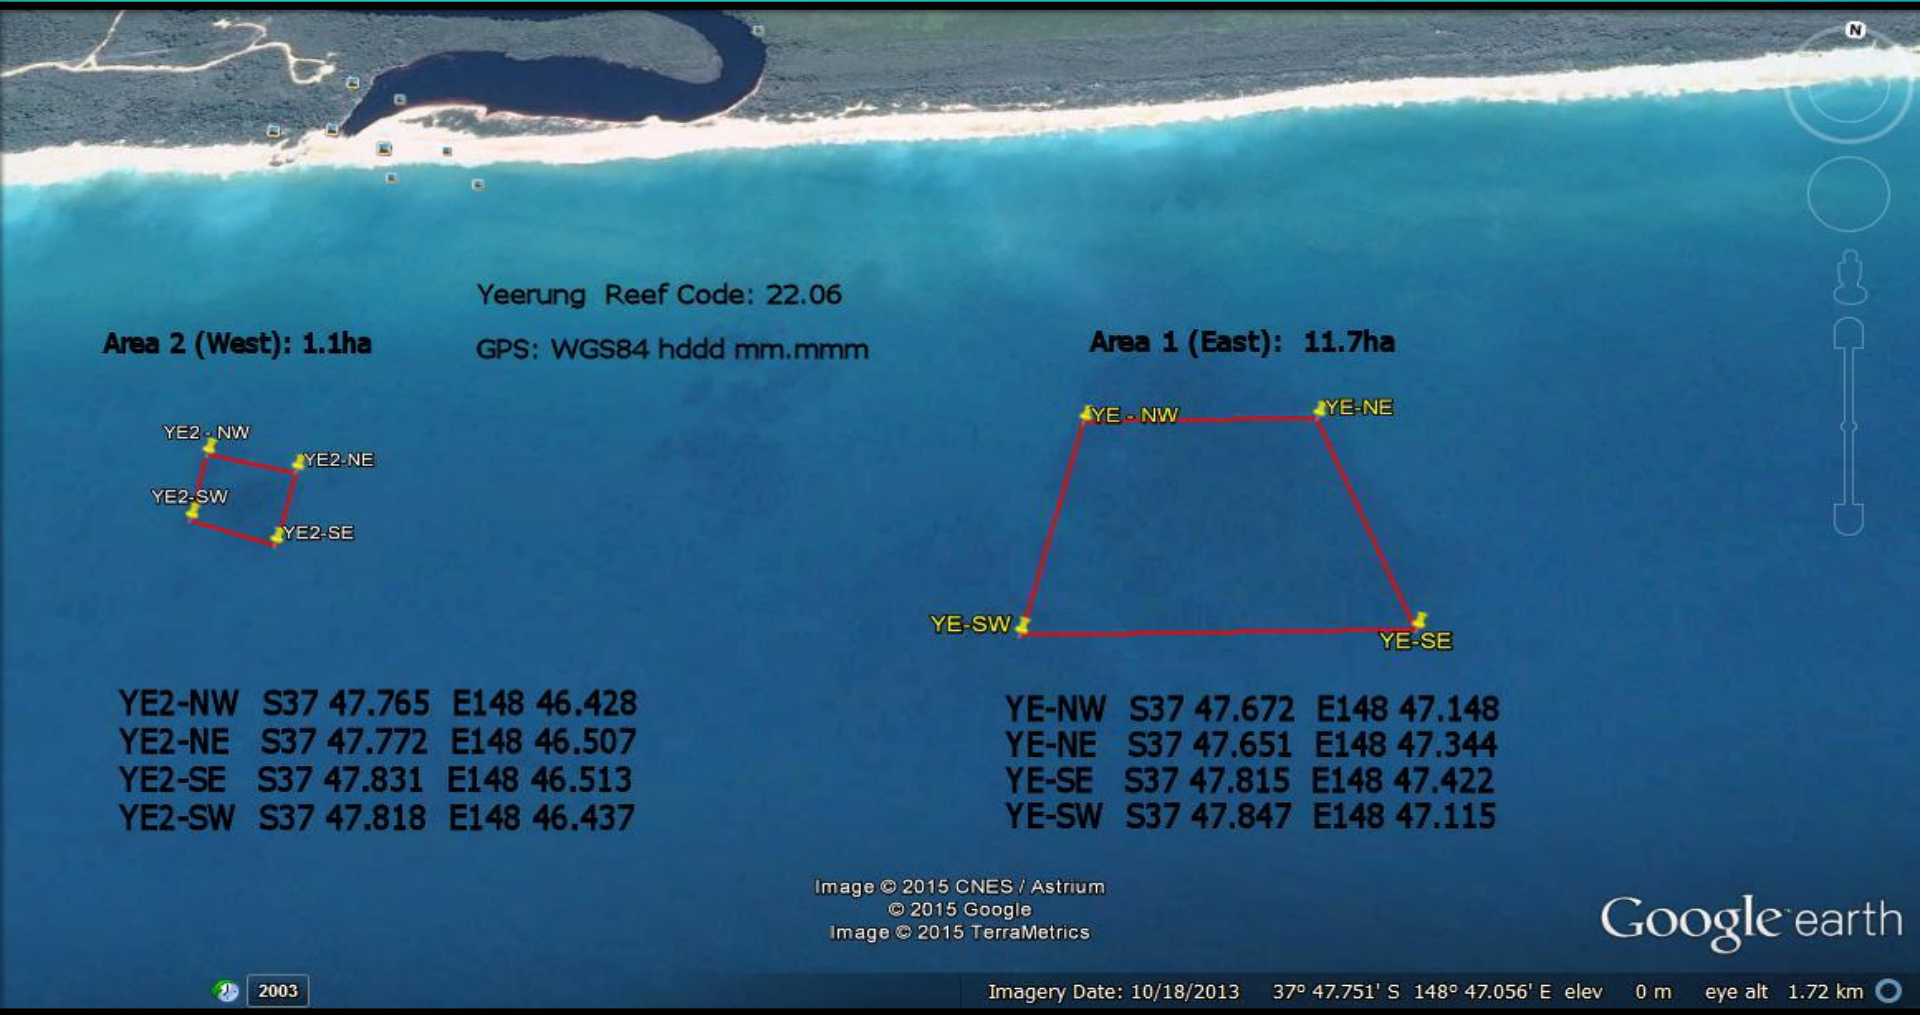 N
Yeerung Reef Code: 22.06
Area 2 (West): 1.1ha
GPS: WGS84 hddd mm.mmm
Area 1 (East): 11.7ha
YE2 - NW
YE2-NE
YE2-SW
YE2-SE
YE - NW
YE-NE
YE-SW
YE-SE
YE2-NW S37 47.765 E148 46.428
YE2-NE S37 47.772 E148 46.507
YE2-SE S37 47.831 E148 46.513
YE2-SW S37 47.818 E148 46.437
YE-NW S37 47.672 E148 47.148
YE-NE S37 47.651 E148 47.344
YE-SE S37 47.815 E148 47.422
YE-SW S37 47.847 E148 47.115
Image © 2015 CNES / Astrium
© 2015 Google
Image © 2015 TerraMetrics
Google earth
2003
Imagery Date: 10/18/2013 37° 47.751' S 148° 47.056' E elev 0 m eye alt 1.72 km